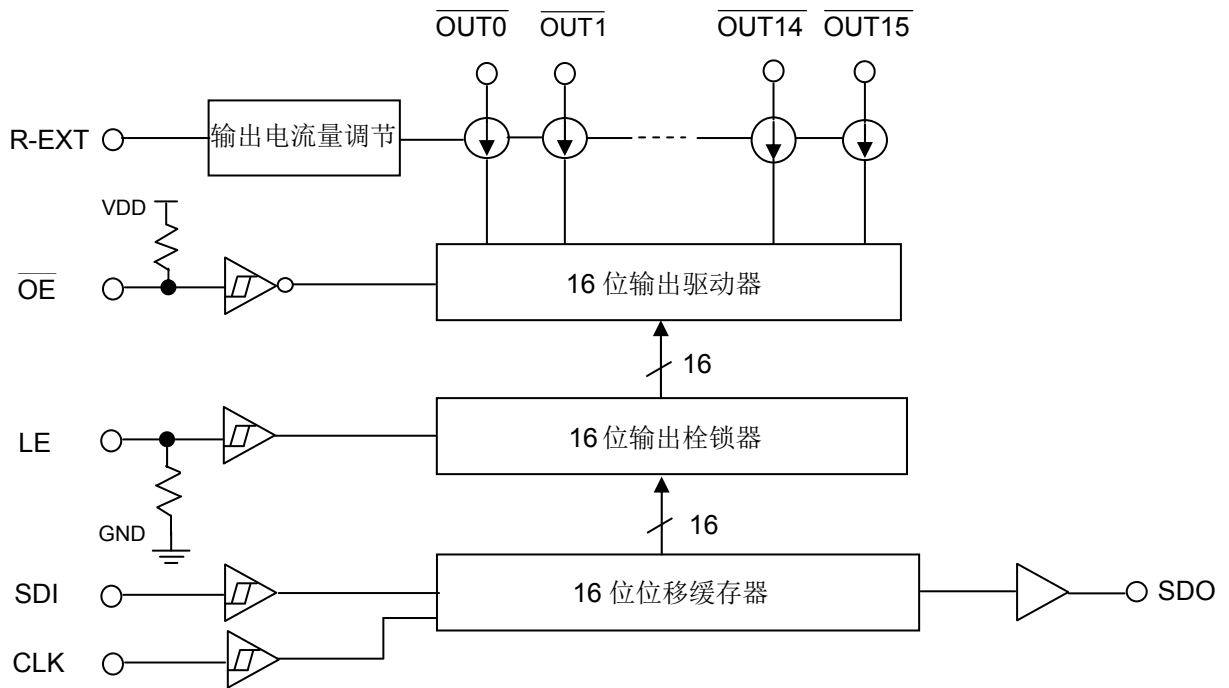 OUT0 OUT1 OUT14 OUT15
R-EXT 输出电流量调节
VDD
OE 16 位输出驱动器
16
LE 16 位输出栓锁器
16
GND
SDI 16 位位移缓存器 SDO
CLK